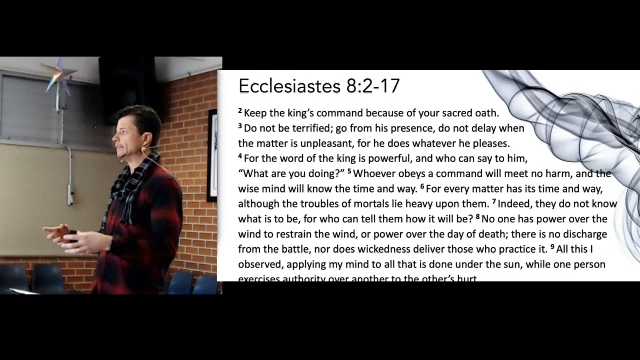 Ecclesiastes 8:2-17
2 Keep the king's command because of your sacred oath.
3 Do not be terrified; go from his presence, do not delay when
the matter is unpleasant, for he does whatever he pleases.
4 For the word of the king is powerful, and who can say to him,
"What are you doing?" 5 Whoever obeys a command will meet no harm, and the
wise mind will know the time and way. 6 For every matter has its time and way,
although the troubles of mortals lie heavy upon them. 7 Indeed, they do not know
what is to be, for who can tell them how it will be? 8 No one has power over the
wind to restrain the wind, or power over the day of death; there is no discharge
from the battle, nor does wickedness deliver those who practice it. 9 All this I
observed, applying my mind to all that is done under the sun, while one person
exercises authority over another to the other's hurt